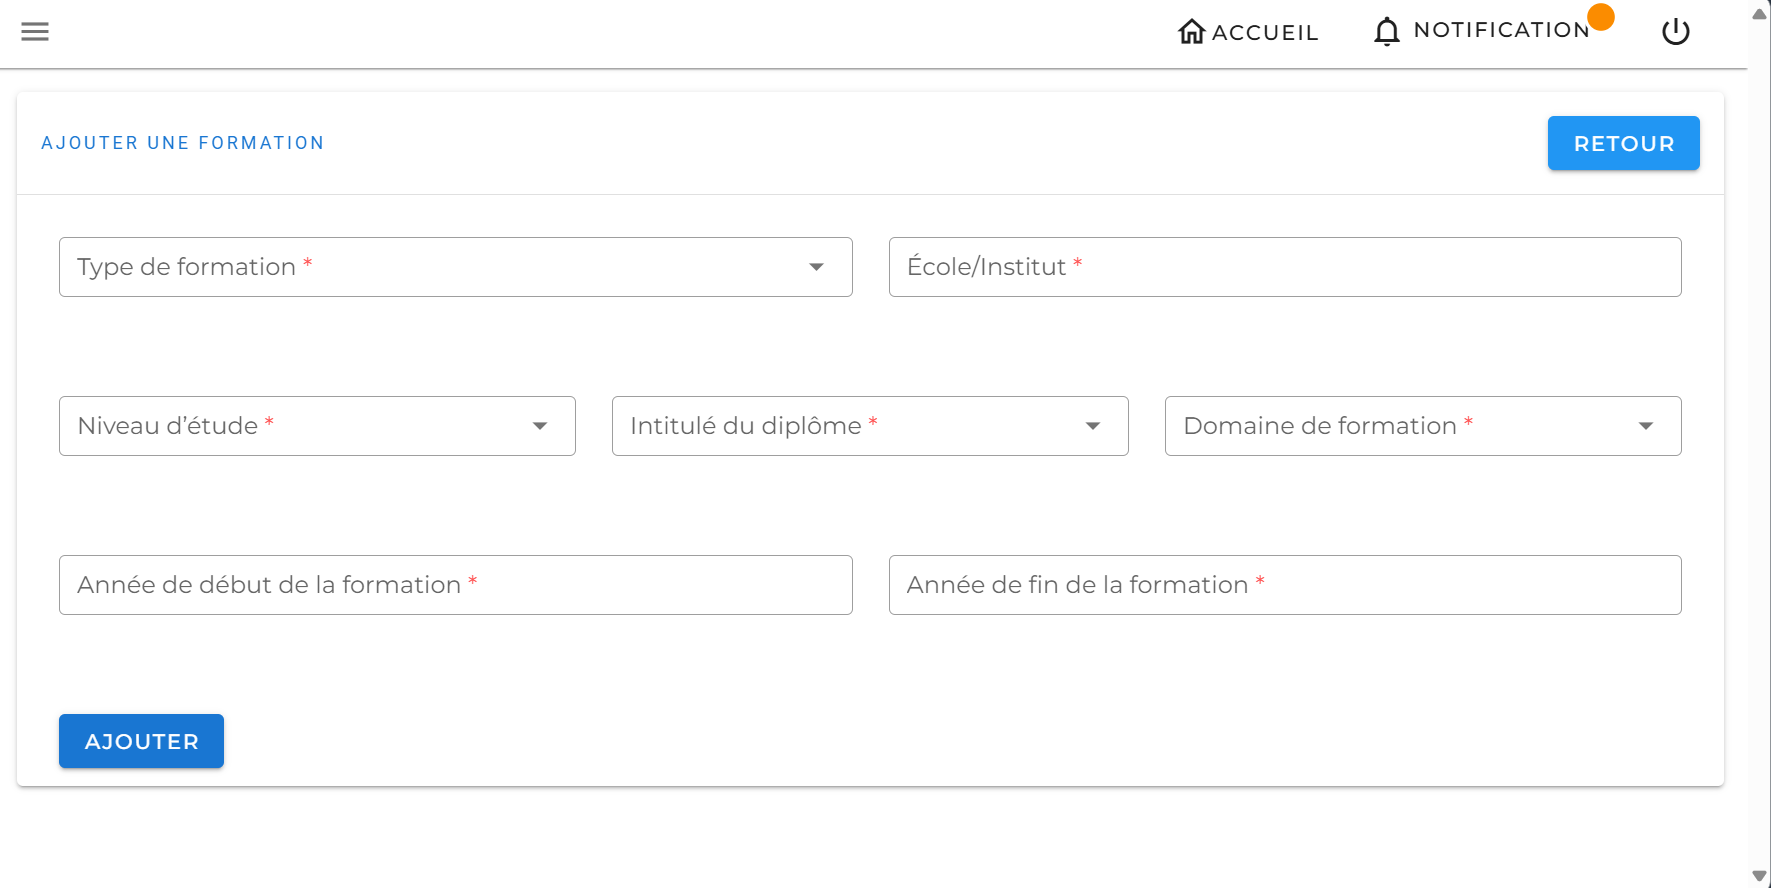 ACCUEIL NOTIFICATION
AJOUTER UNE FORMATION RETOUR
Type de formation * École/Institut *
Niveau d’étude * Intitulé du diplôme * Domaine de formation *
Année de début de la formation * Année de fin de la formation *
AJOUTER